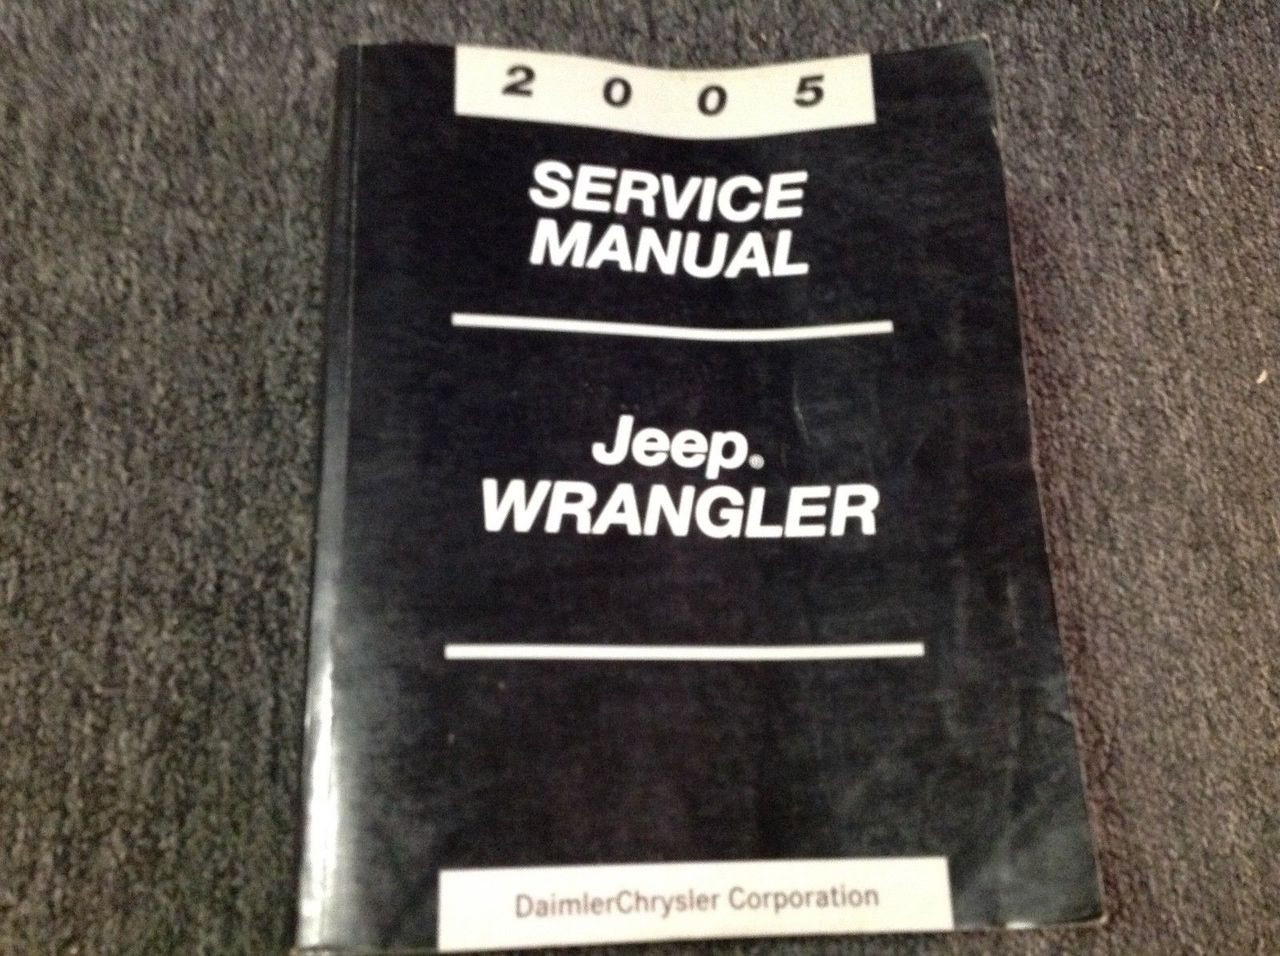 2005
SERVICE
MANUAL
Jeep®
WRANGLER
DaimlerChrysler Corporation